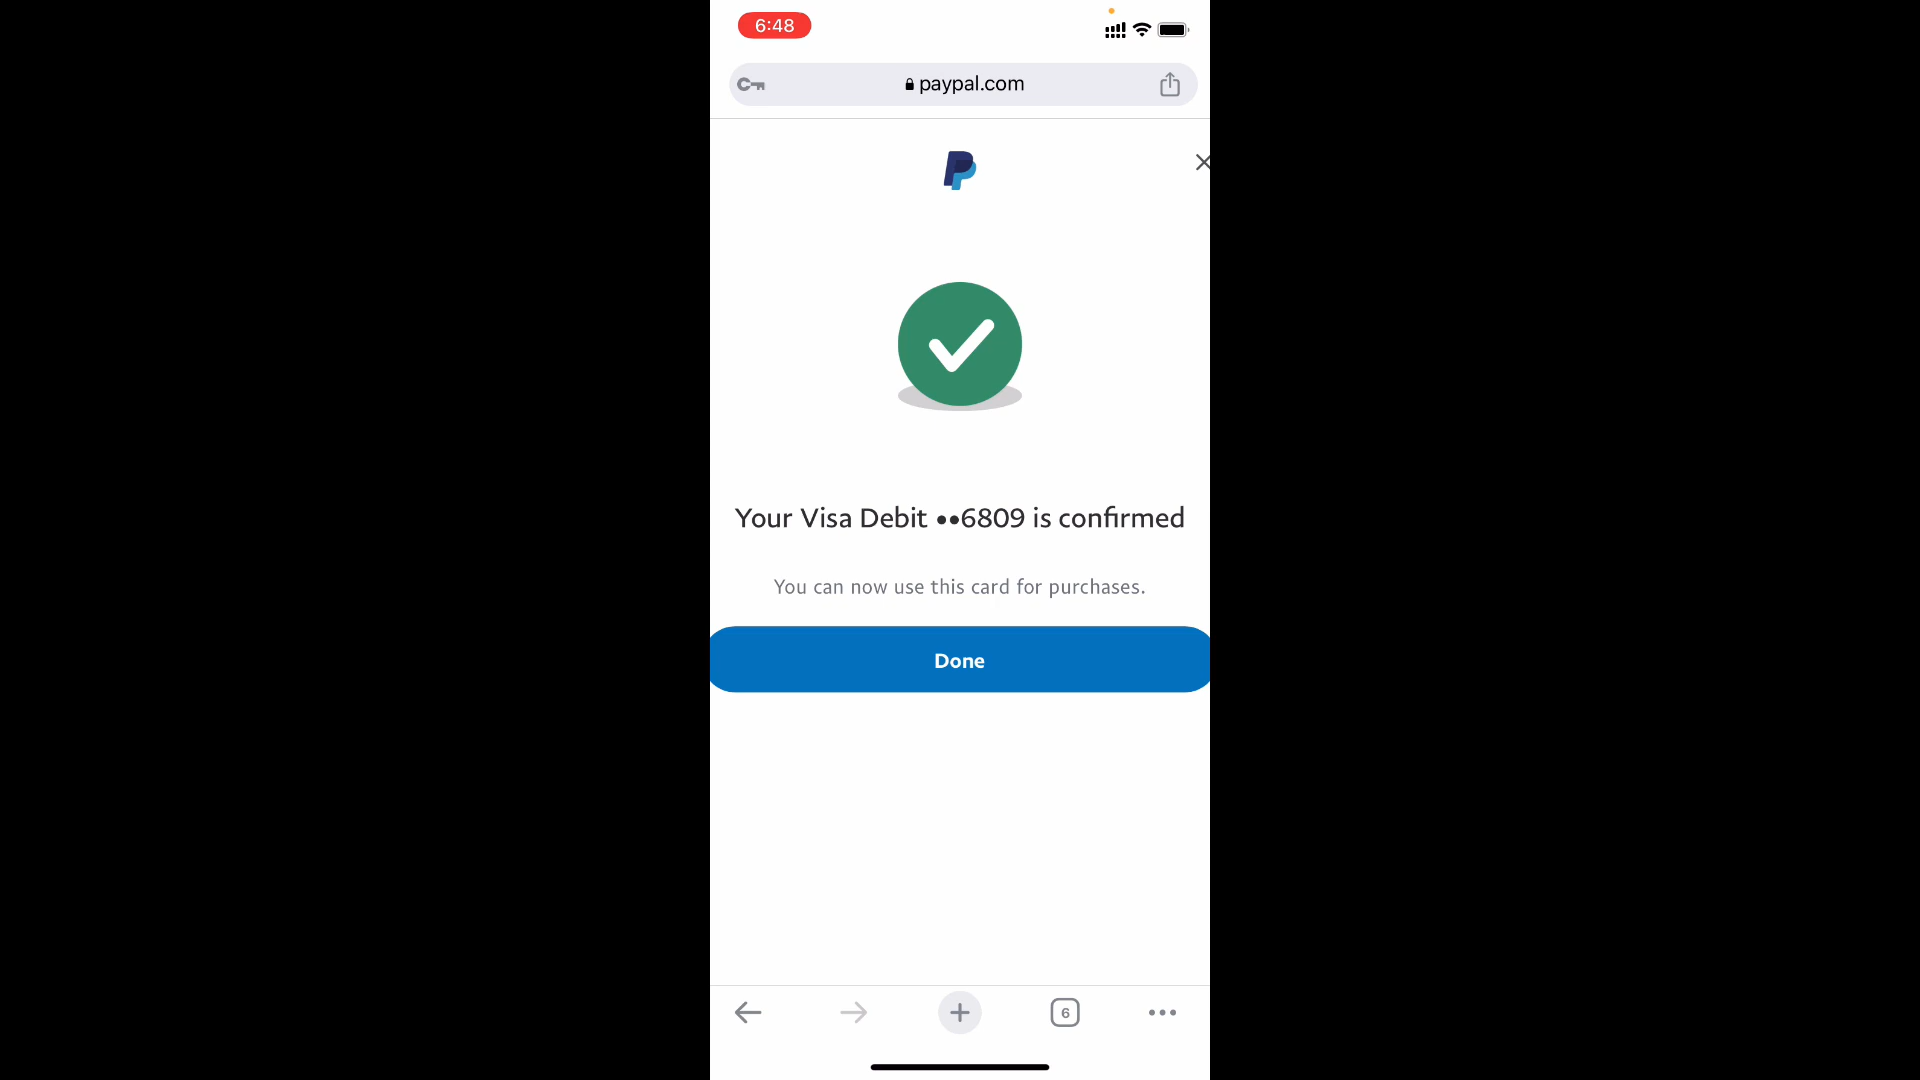 6:48
paypal.com
Your Visa Debit ••6809 is confirmed
You can now use this card for purchases.
Done
6